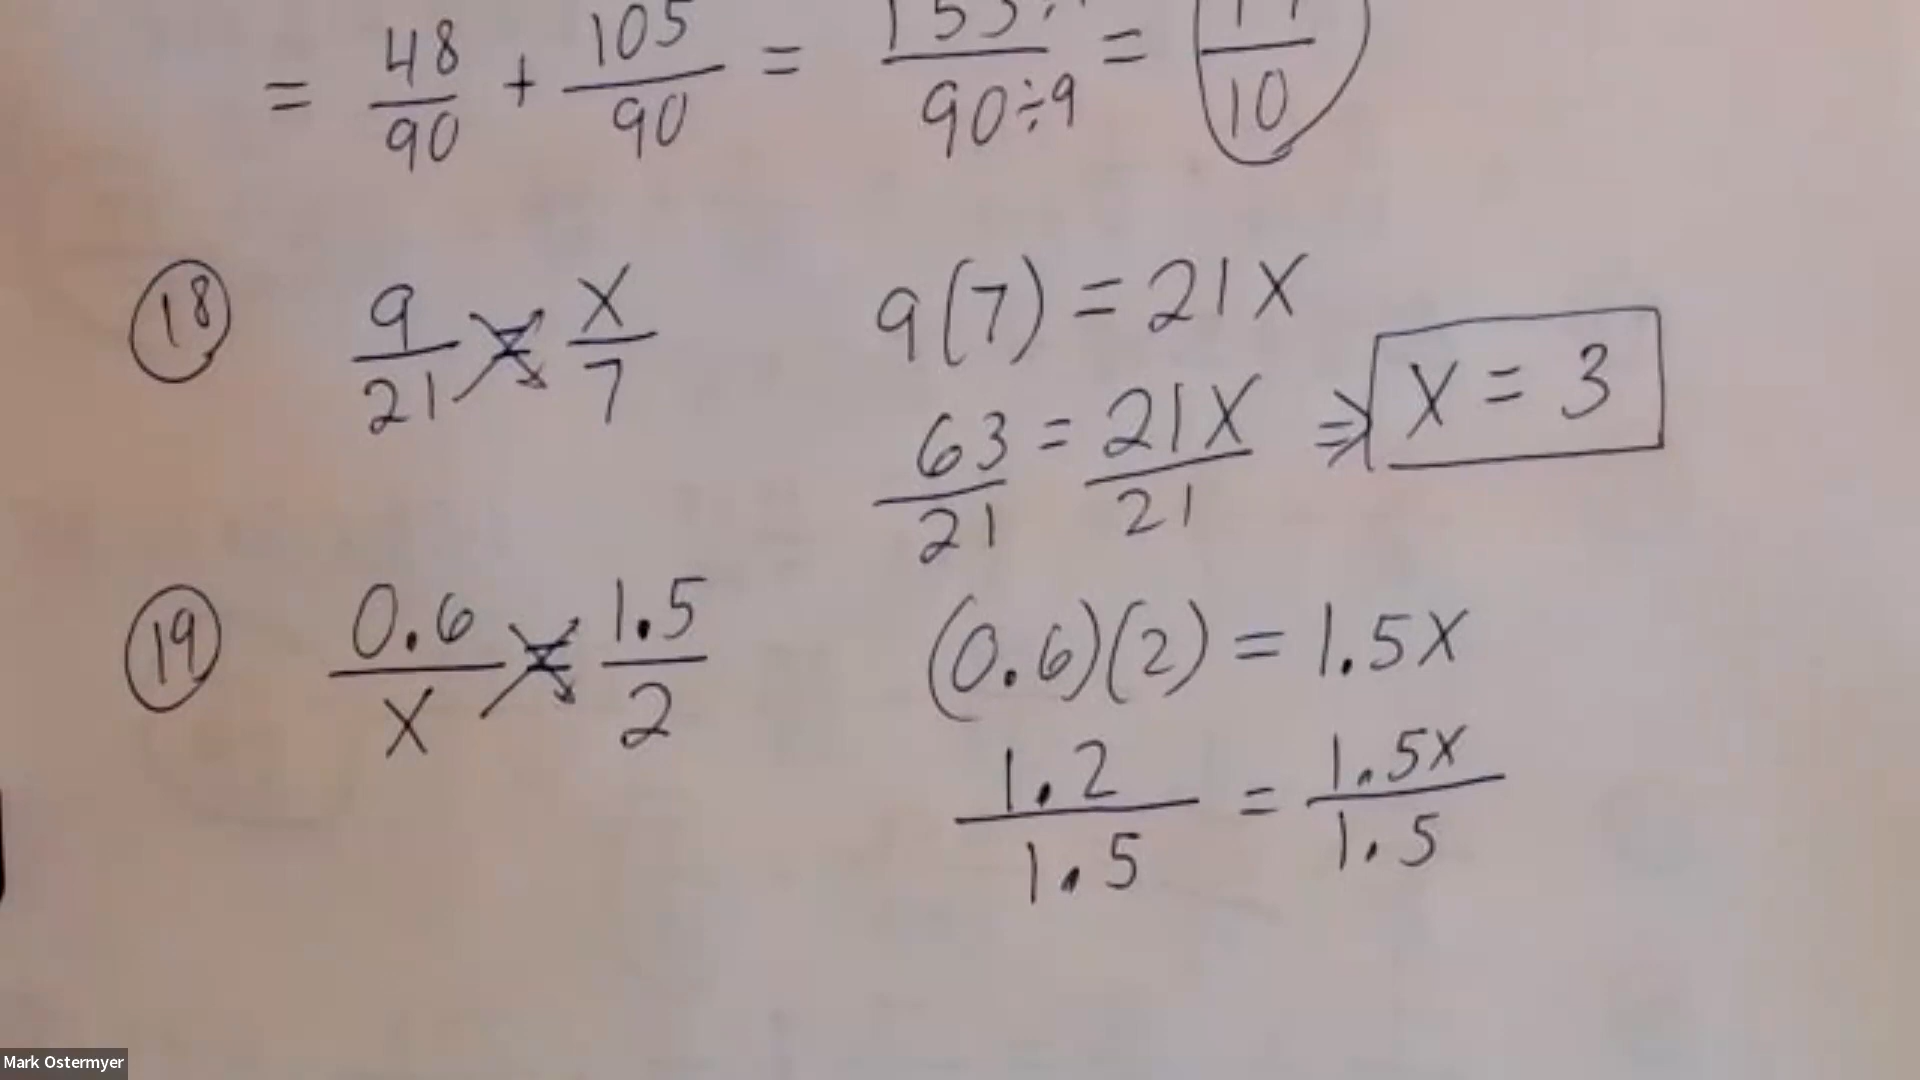 = 48/90 + 105/90 = 153÷/90÷9 = /10
18 9/21 = x/7 9(7) = 21x
63/21 = 21x/21 ⇒ x = 3
19 0.6/x = 1.5/2 (0.6)(2) = 1.5x
1.2/1.5 = 1.5x/1.5
Mark Ostermyer